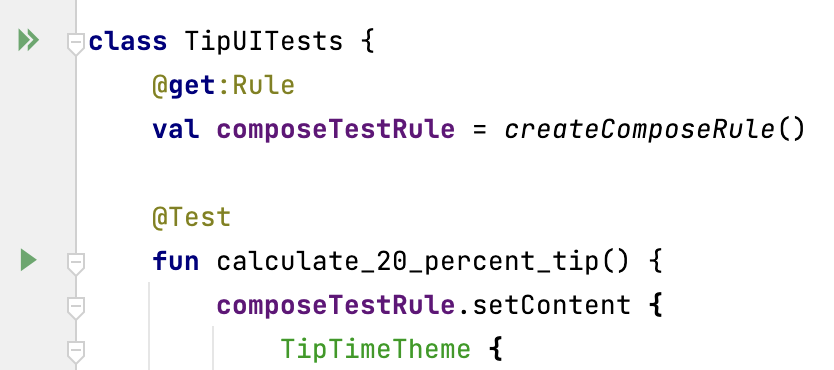 class TipUITests {
@get:Rule
val composeTestRule = createComposeRule()
@Test
fun calculate_20_percent_tip() {
composeTestRule.setContent {
TipTimeTheme {